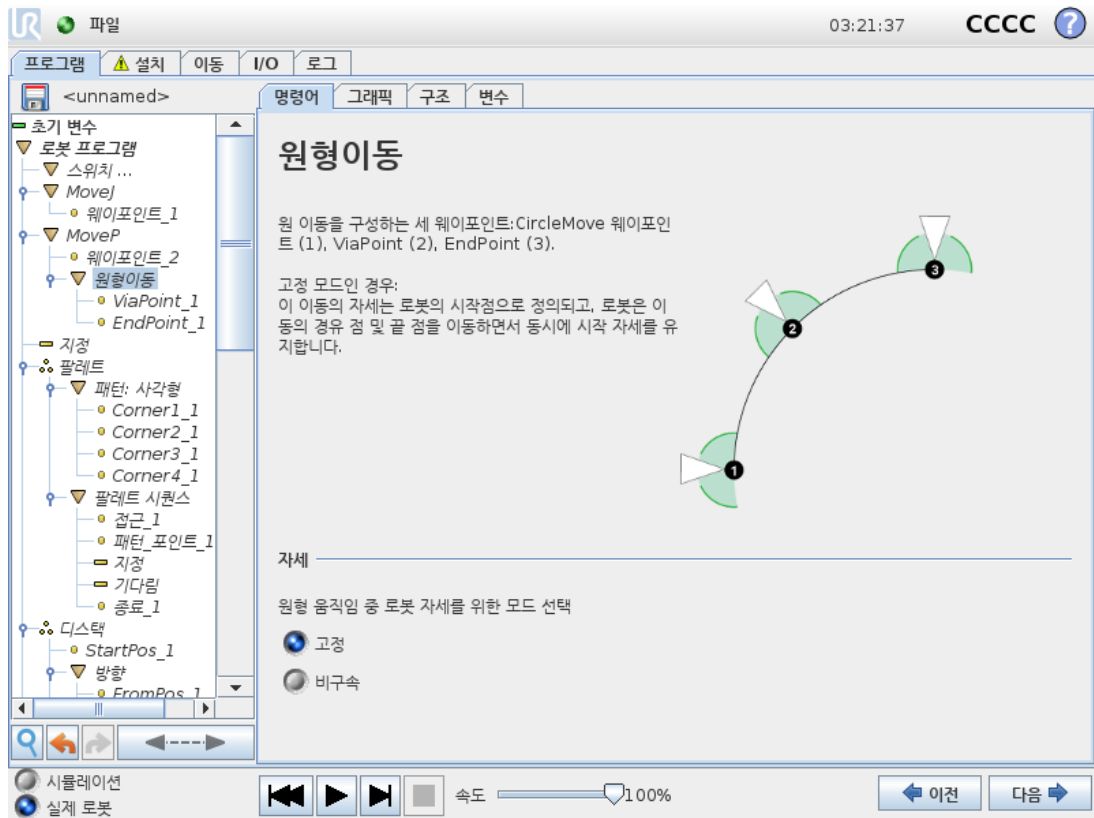 파일
03:21:37
CCCC
?
프로그램
설치
이동
I/O
로그
<unnamed>
명령어
그래픽
구조
변수
초기 변수
로봇 프로그램
스위치 ...
MoveJ
웨이포인트_1
MoveP
웨이포인트_2
원형이동
ViaPoint_1
EndPoint_1
지정
팔레트
패턴: 사각형
Corner1_1
Corner2_1
Corner3_1
Corner4_1
팔레트 시퀀스
접근_1
패턴_포인트_1
지정
기다림
종료_1
디스택
StartPos_1
방향
FromPos_1
원형이동
원 이동을 구성하는 세 웨이포인트:CircleMove 웨이포인
트 (1), ViaPoint (2), EndPoint (3).
고정 모드인 경우:
이 이동의 자세는 로봇의 시작점으로 정의되고, 로봇은 이
동의 경유 점 및 끝 점을 이동하면서 동시에 시작 자세를 유
지합니다.
3
2
1
자세
원형 움직임 중 로봇 자세를 위한 모드 선택
고정
비구속
시뮬레이션
실제 로봇
속도
100%
이전
다음